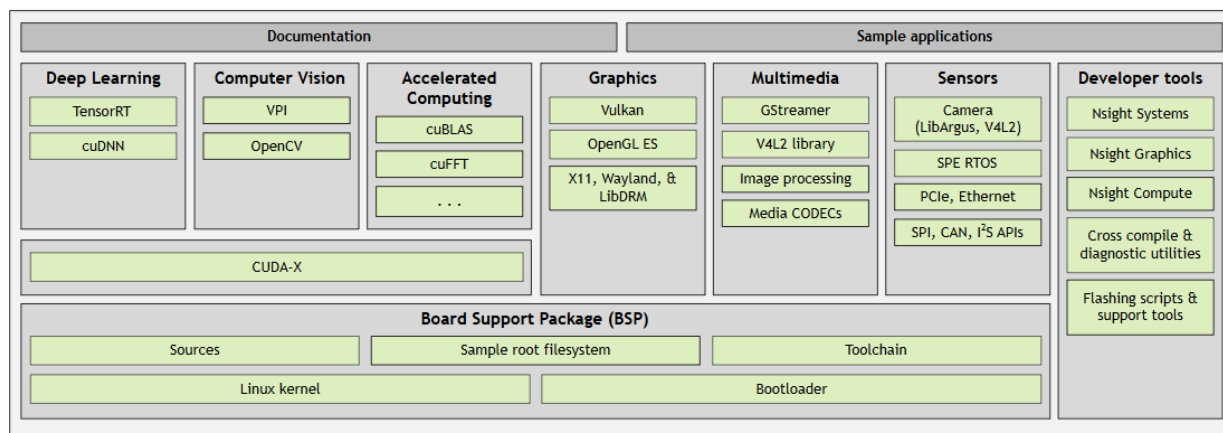 Documentation
Sample applications
Deep Learning
TensorRT
cuDNN
Computer Vision
VPI
OpenCV
Accelerated
Computing
cuBLAS
cuFFT
. . .
Graphics
Vulkan
OpenGL ES
X11, Wayland, &
LibDRM
Multimedia
GStreamer
V4L2 library
Image processing
Media CODECs
Sensors
Camera
(LibArgus, V4L2)
SPE RTOS
PCIe, Ethernet
SPI, CAN, I²S APIs
Developer tools
Nsight Systems
Nsight Graphics
Nsight Compute
Cross compile &
diagnostic utilities
Flashing scripts &
support tools
CUDA-X
Board Support Package (BSP)
Sources
Sample root filesystem
Toolchain
Linux kernel
Bootloader